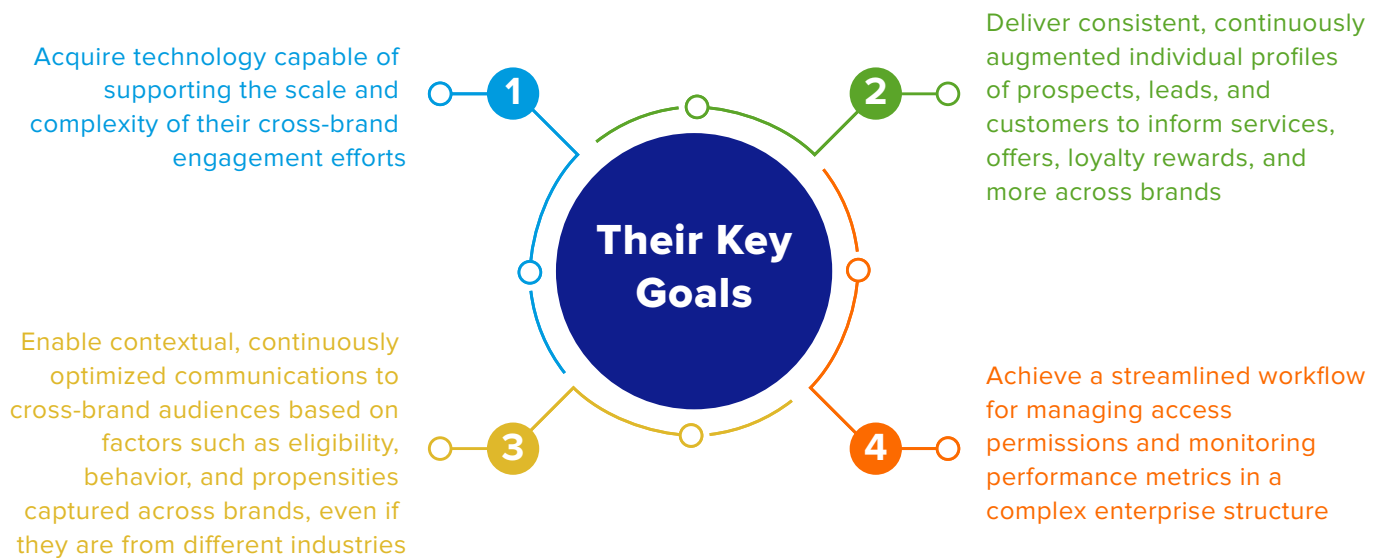 Their Key
Goals
1
Acquire technology capable of
supporting the scale and
complexity of their cross-brand
engagement efforts
2
Deliver consistent, continuously
augmented individual profiles
of prospects, leads, and
customers to inform services,
offers, loyalty rewards, and
more across brands
3
Enable contextual, continuously
optimized communications to
cross-brand audiences based on
factors such as eligibility,
behavior, and propensities
captured across brands, even if
they are from different industries
4
Achieve a streamlined workflow
for managing access
permissions and monitoring
performance metrics in a
complex enterprise structure